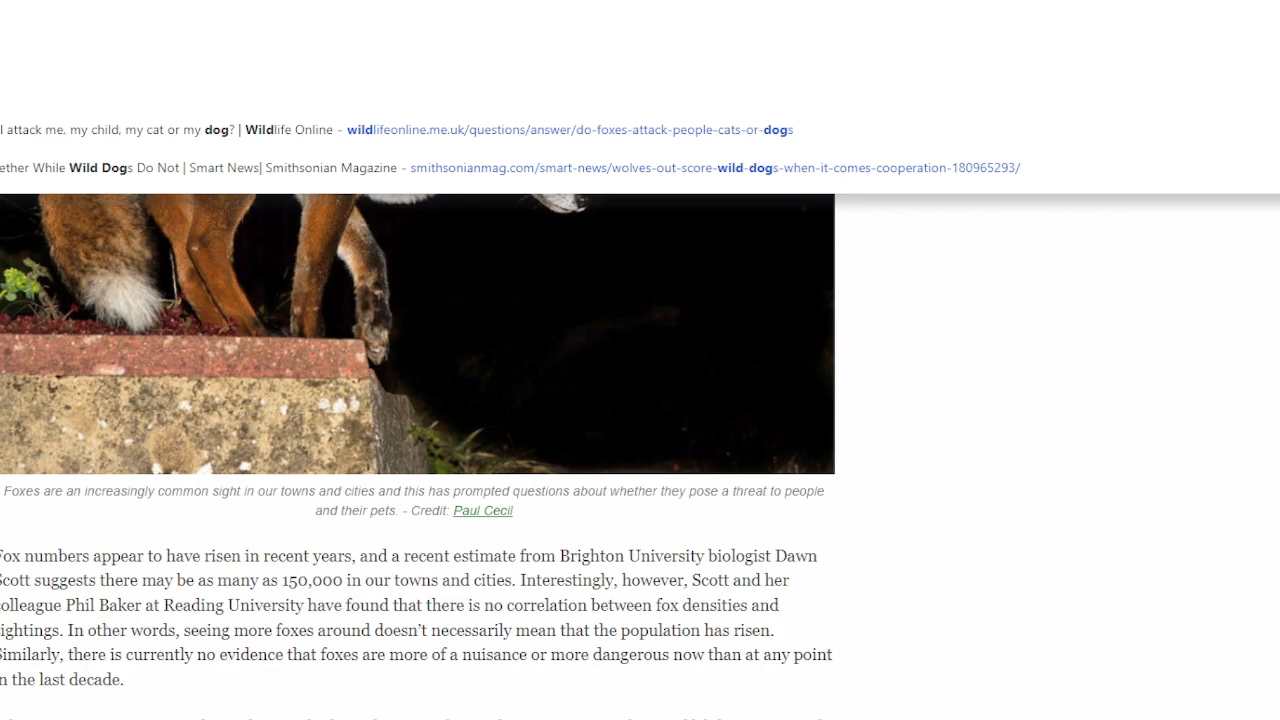 attack me, my child, my cat or my dog? | Wildlife Online - wildlifeonline.me.uk/questions/answer/do-foxes-attack-people-cats-or-dogs
While Wild Dogs Do Not | Smart News| Smithsonian Magazine - smithsonianmag.com/smart-news/wolves-out-score-wild-dogs-when-it-comes-cooperation-180965293/
Foxes are an increasingly common sight in our towns and cities and this has prompted questions about whether they pose a threat to people
and their pets. - Credit: Paul Cecil
Fox numbers appear to have risen in recent years, and a recent estimate from Brighton University biologist Dawn
Scott suggests there may be as many as 150,000 in our towns and cities. Interestingly, however, Scott and her
colleague Phil Baker at Reading University have found that there is no correlation between fox densities and
sightings. In other words, seeing more foxes around doesn't necessarily mean that the population has risen.
Similarly, there is currently no evidence that foxes are more of a nuisance or more dangerous now than at any point
in the last decade.